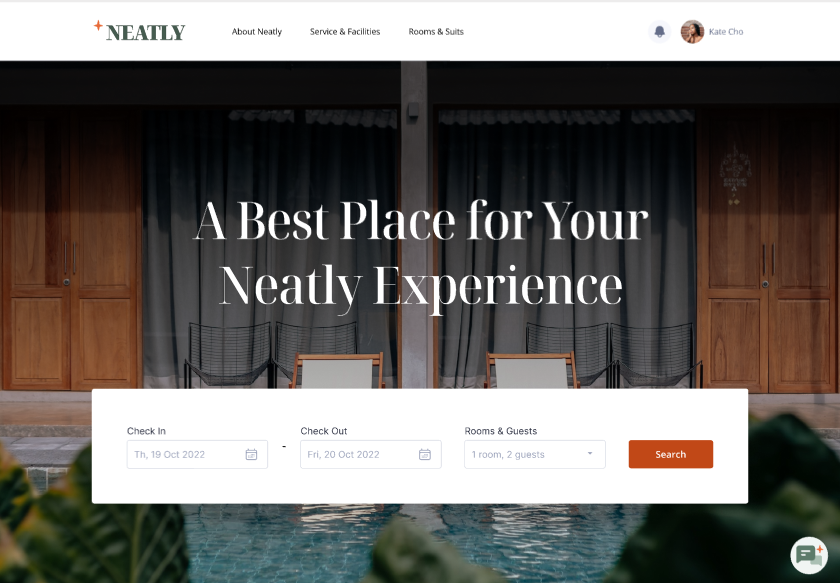 NEATLY
About Neatly
Service & Facilities
Rooms & Suits
Kate Cho
A Best Place for Your
Neatly Experience
Check In
Check Out
Rooms & Guests
Th, 19 Oct 2022
-
Fri, 20 Oct 2022
1 room, 2 guests
Search